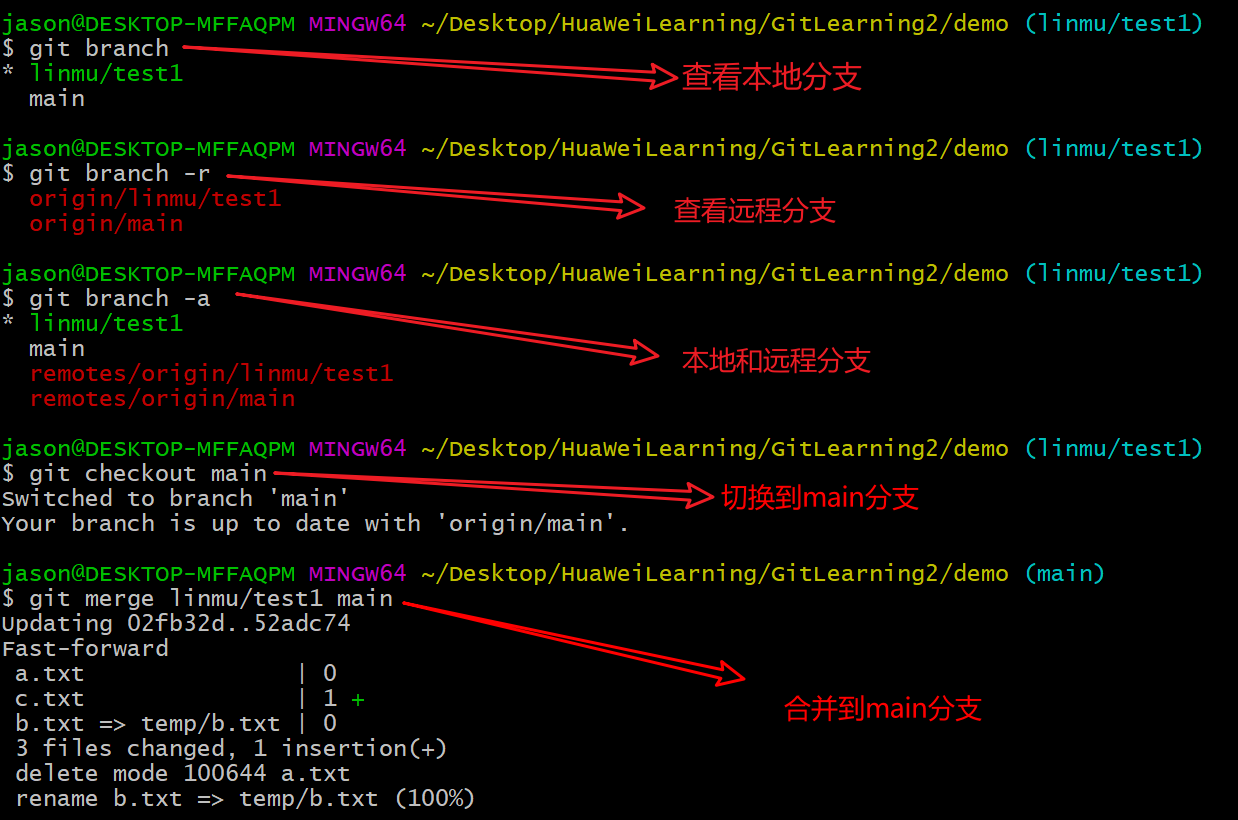 jason@DESKTOP-MFFAQPM MINGW64 ~/Desktop/HuaWeiLearning/GitLearning2/demo (linmu/test1)
$ git branch
查看本地分支
* linmu/test1
main
jason@DESKTOP-MFFAQPM MINGW64 ~/Desktop/HuaWeiLearning/GitLearning2/demo (linmu/test1)
$ git branch -r
origin/linmu/test1
查看远程分支
origin/main
jason@DESKTOP-MFFAQPM MINGW64 ~/Desktop/HuaWeiLearning/GitLearning2/demo (linmu/test1)
$ git branch -a
* linmu/test1
main
本地和远程分支
remotes/origin/linmu/test1
remotes/origin/main
jason@DESKTOP-MFFAQPM MINGW64 ~/Desktop/HuaWeiLearning/GitLearning2/demo (linmu/test1)
$ git checkout main
Switched to branch 'main'
切换到main分支
Your branch is up to date with 'origin/main'.
jason@DESKTOP-MFFAQPM MINGW64 ~/Desktop/HuaWeiLearning/GitLearning2/demo (main)
$ git merge linmu/test1 main
Updating 02fb32d..52adc74
Fast-forward
a.txt | 0
c.txt | 1 +
合并到main分支
b.txt => temp/b.txt | 0
3 files changed, 1 insertion(+)
delete mode 100644 a.txt
rename b.txt => temp/b.txt (100%)